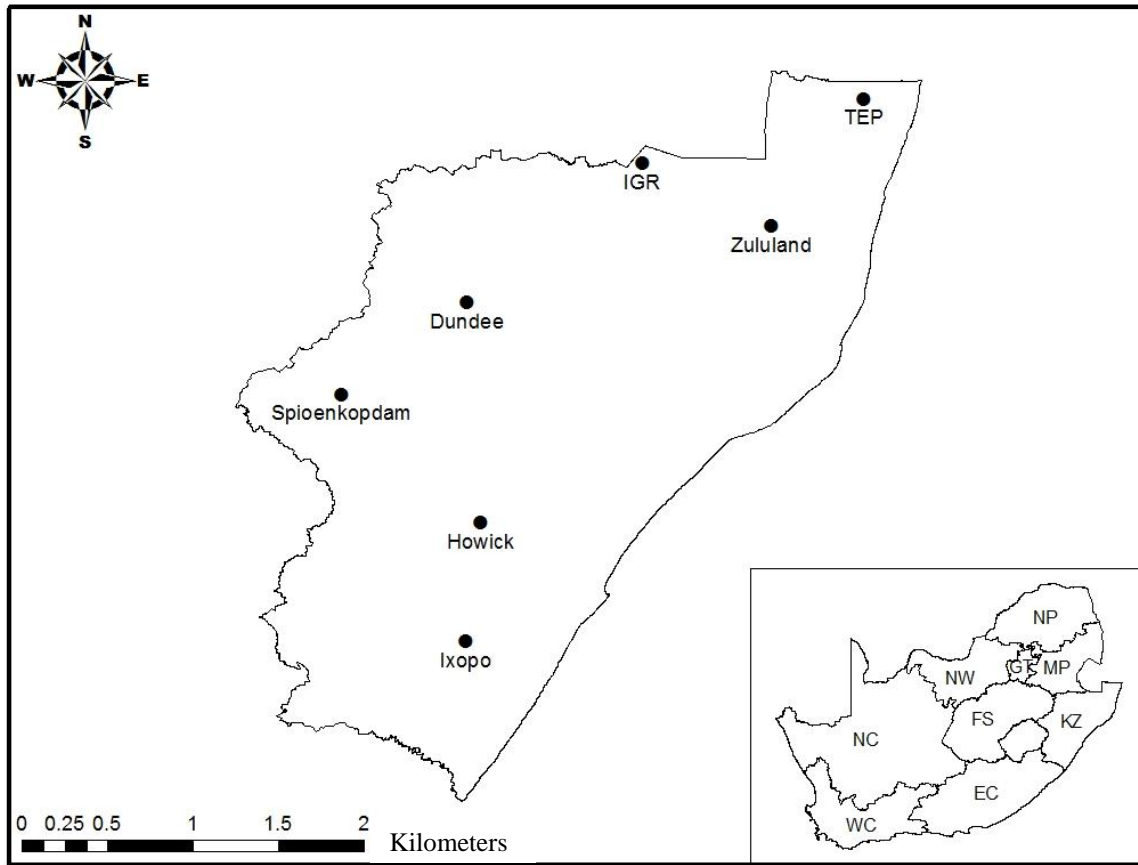 N
W E
S
TEP
IGR
Zululand
Dundee
Spioenkopdam
Howick
Ixopo
0 0.25 0.5 1 1.5 2
Kilometers
NP
GT MP
NW
FS KZ
NC
EC
WC